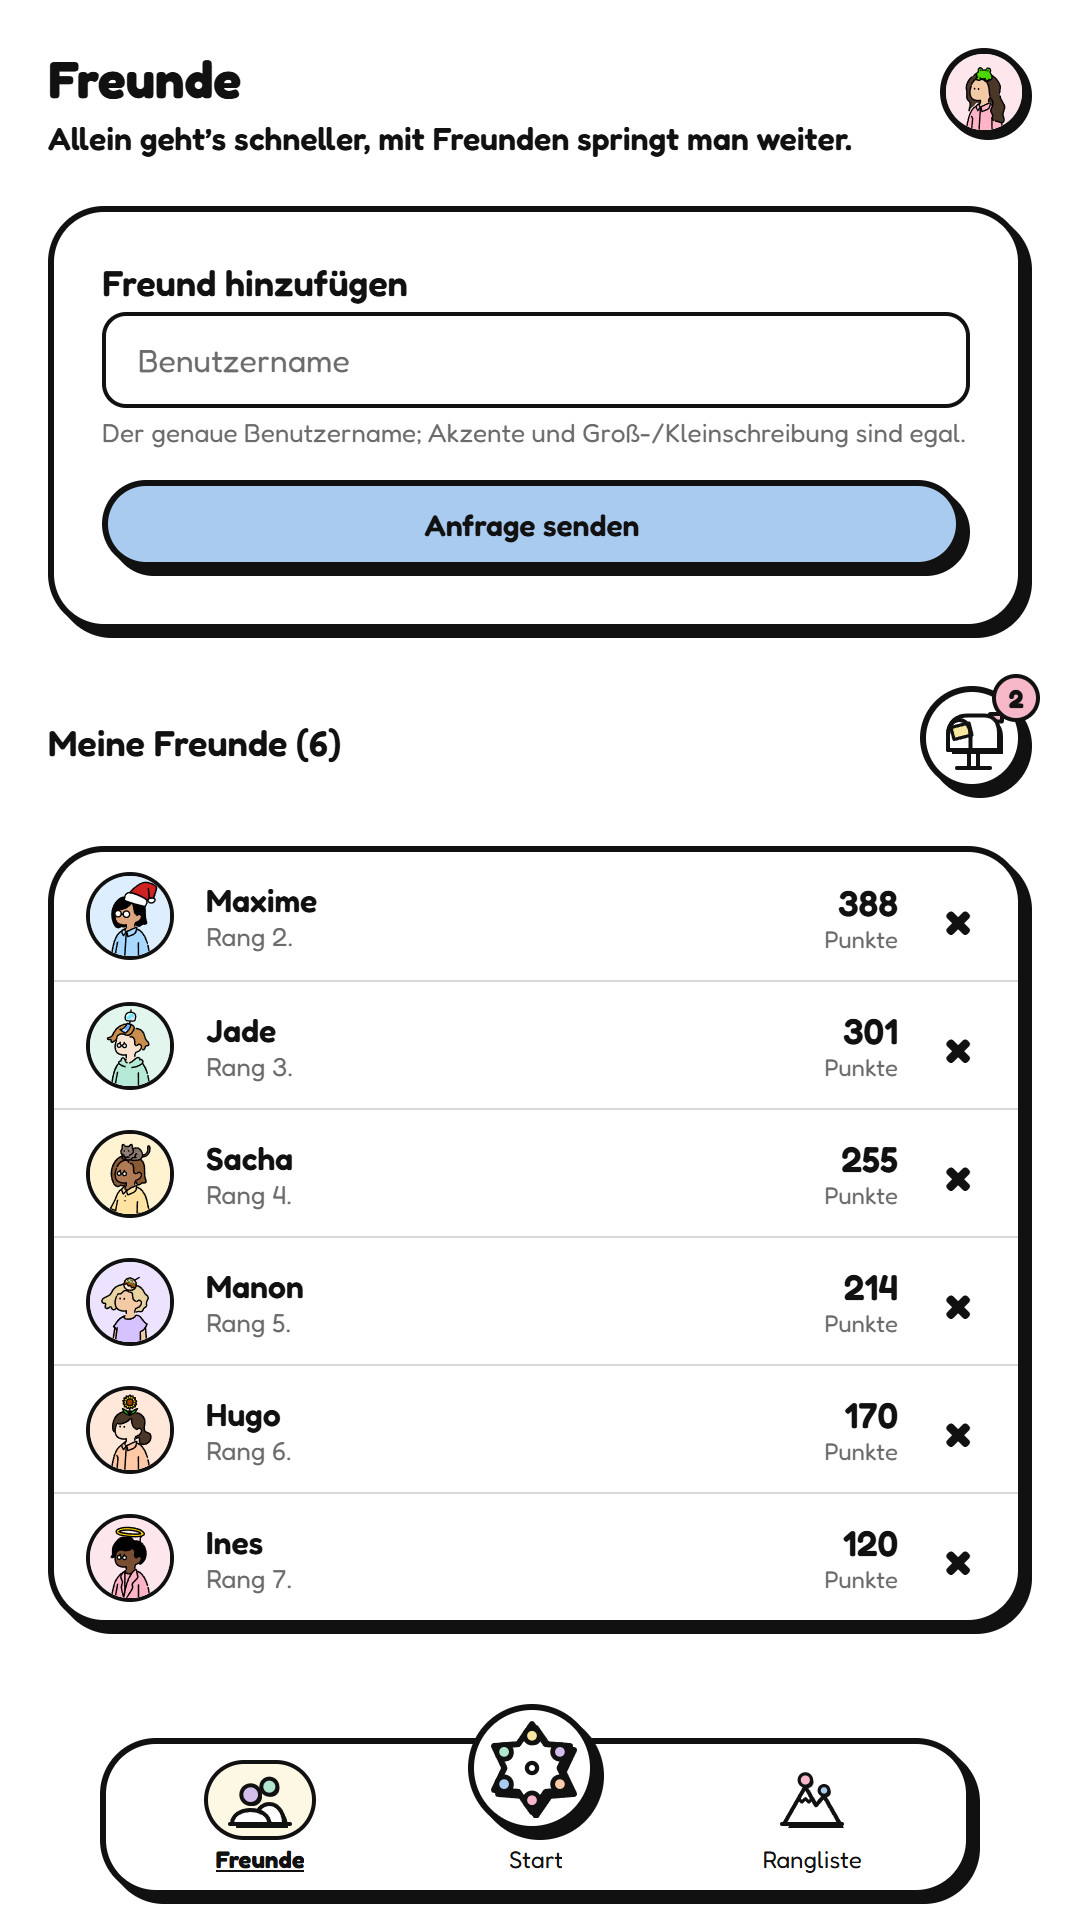 Freunde
Allein geht's schneller, mit Freunden springt man weiter.
Freund hinzufügen
Benutzername
Der genaue Benutzername; Akzente und Groß-/Kleinschreibung sind egal.
Anfrage senden
Meine Freunde (6)
2
Maxime
Rang 2.
388
Punkte
Jade
Rang 3.
301
Punkte
Sacha
Rang 4.
255
Punkte
Manon
Rang 5.
214
Punkte
Hugo
Rang 6.
170
Punkte
Ines
Rang 7.
120
Punkte
Freunde
Start
Rangliste